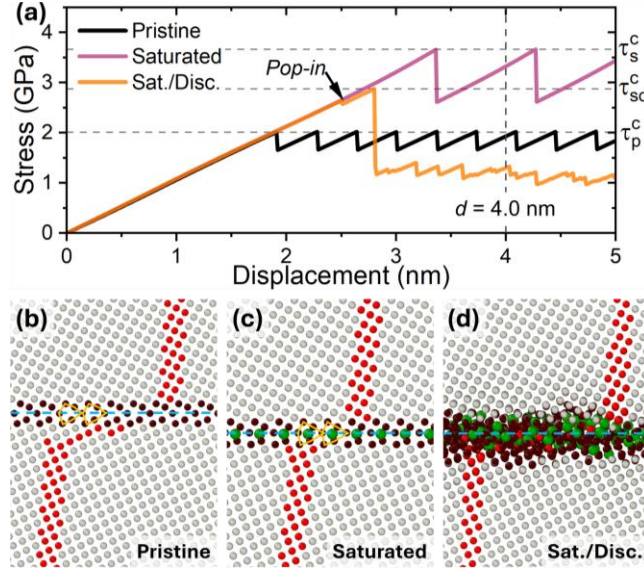 (a)
Pristine
Saturated
Sat./Disc.
Pop-in
Stress (GPa)
4
3
2
1
0
τ_s^c
τ_sd^c
τ_p^c
d = 4.0 nm
0 1 2 3 4 5
Displacement (nm)
(b) (c) (d)
Pristine Saturated Sat./Disc.